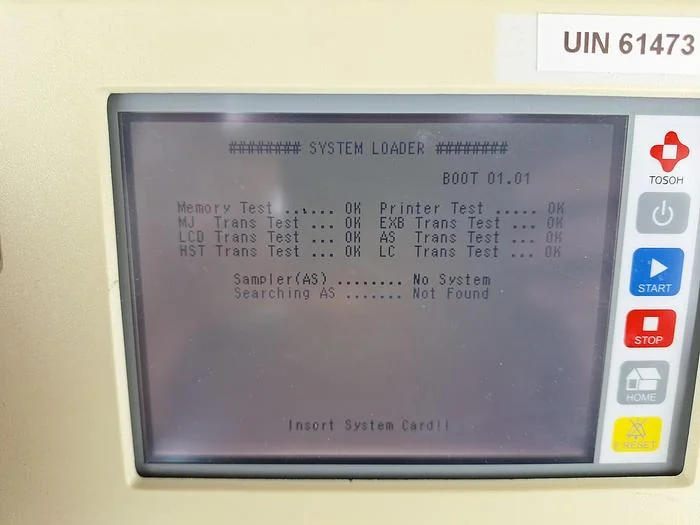 UIN 61473
######## SYSTEM LOADER ########
BOOT 01.01
Memory Test ...... OK Printer Test ..... OK
MJ Trans Test ... OK EXB Trans Test ... OK
LCD Trans Test ... OK AS Trans Test ... OK
HST Trans Test ... OK LC Trans Test ... OK
Sampler(AS) ........ No System
Searching AS ....... Not Found
Insort System Card!!
TOSOH
START
STOP
HOME
RESET